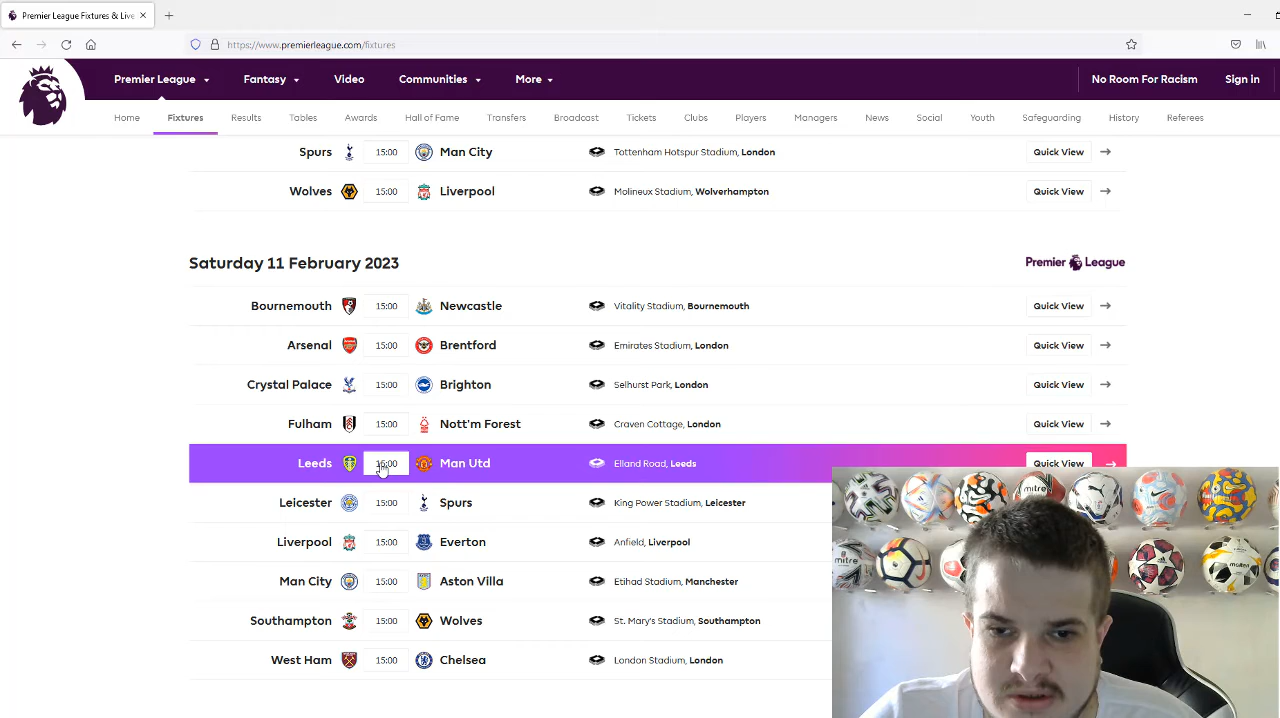 Premier League Fixtures & Live
https://www.premierleague.com/fixtures
Premier League Fantasy Video Communities More No Room For Racism Sign in
Home Fixtures Results Tables Awards Hall of Fame Transfers Broadcast Tickets Clubs Players Managers News Social Youth Safeguarding History Referees
Spurs 15:00 Man City Tottenham Hotspur Stadium, London Quick View
Wolves 15:00 Liverpool Molineux Stadium, Wolverhampton Quick View
Saturday 11 February 2023 Premier League
Bournemouth 15:00 Newcastle Vitality Stadium, Bournemouth Quick View
Arsenal 15:00 Brentford Emirates Stadium, London Quick View
Crystal Palace 15:00 Brighton Selhurst Park, London Quick View
Fulham 15:00 Nott'm Forest Craven Cottage, London Quick View
Leeds Man Utd Elland Road, Leeds Quick View
Leicester 15:00 Spurs King Power Stadium, Leicester
Liverpool 15:00 Everton Anfield, Liverpool
Man City 15:00 Aston Villa Etihad Stadium, Manchester
Southampton 15:00 Wolves St. Mary's Stadium, Southampton
West Ham 15:00 Chelsea London Stadium, London
mitre
mitre
molten